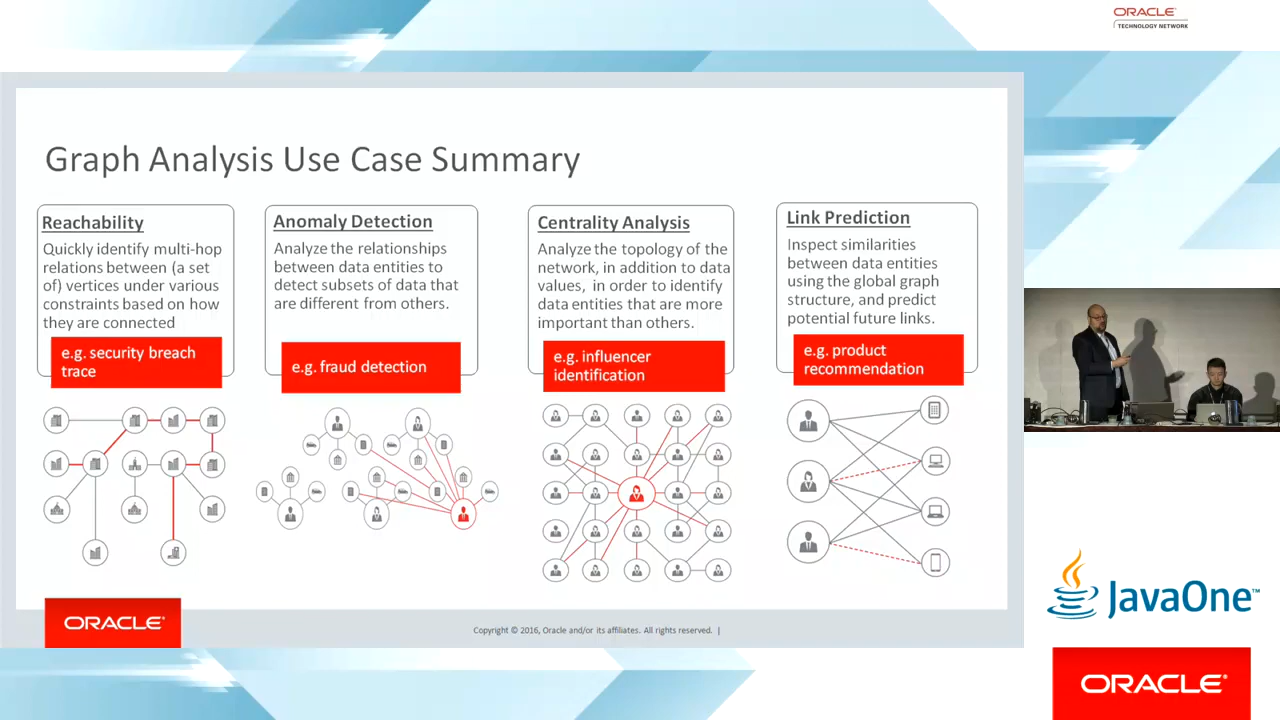 ORACLE
TECHNOLOGY NETWORK
Graph Analysis Use Case Summary
Reachability
Quickly identify multi-hop
relations between (a set
of) vertices under various
constraints based on how
they are connected
e.g. security breach
trace
Anomaly Detection
Analyze the relationships
between data entities to
detect subsets of data that
are different from others.
e.g. fraud detection
Centrality Analysis
Analyze the topology of the
network, in addition to data
values, in order to identify
data entities that are more
important than others.
e.g. influencer
identification
Link Prediction
Inspect similarities
between data entities
using the global graph
structure, and predict
potential future links.
e.g. product
recommendation
ORACLE®
Copyright © 2016, Oracle and/or its affiliates. All rights reserved. |
JavaOne™
ORACLE®